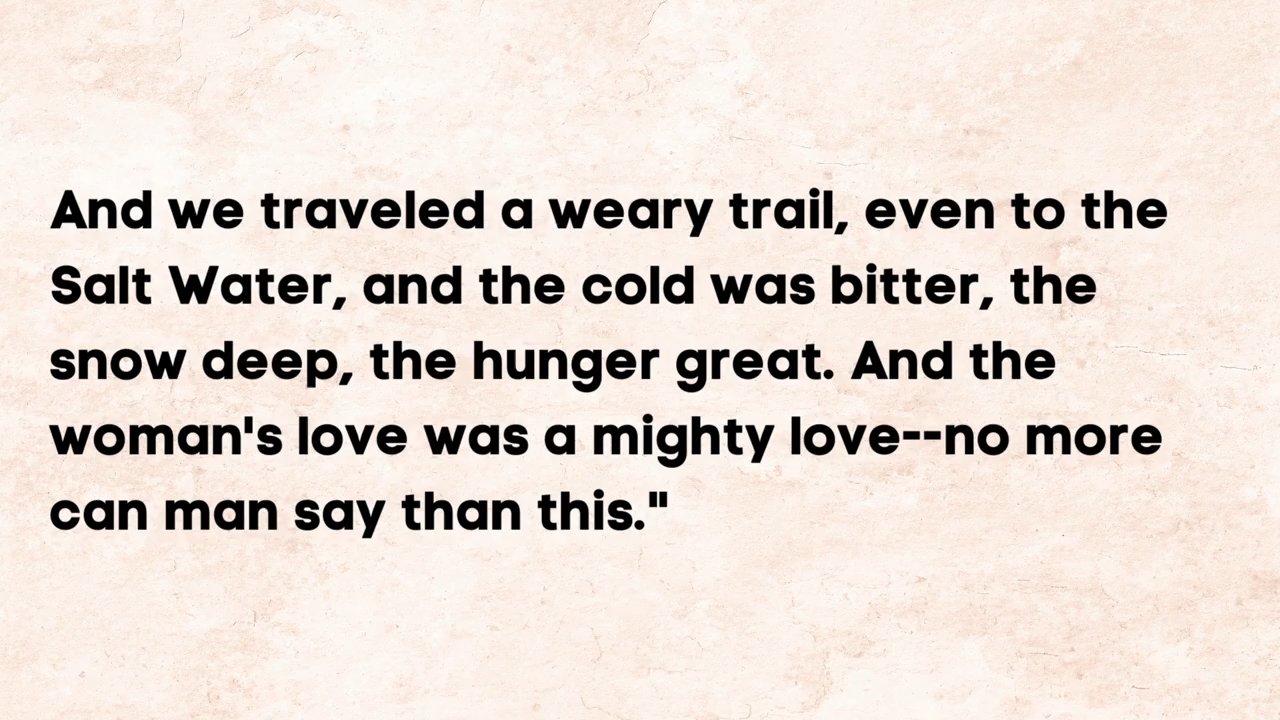 And we traveled a weary trail, even to the
Salt Water, and the cold was bitter, the
snow deep, the hunger great. And the
woman's love was a mighty love--no more
can man say than this."